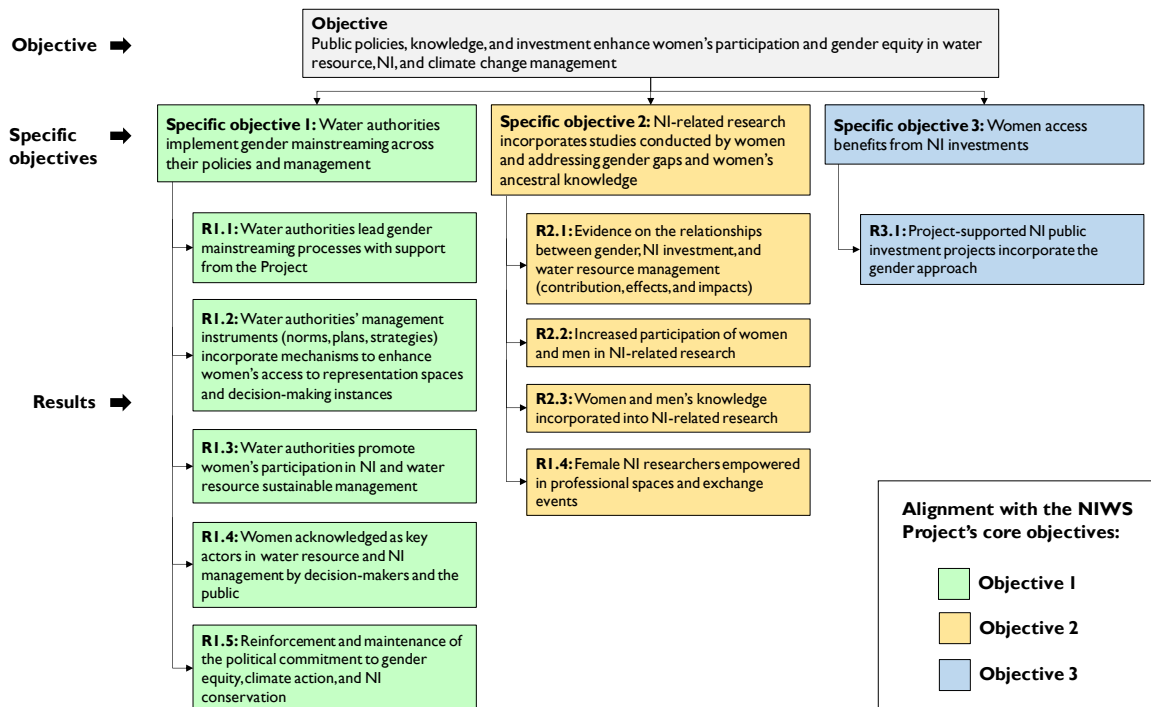 Objective
Objective
Public policies, knowledge, and investment enhance women's participation and gender equity in water
resource, NI, and climate change management
Specific
objectives
Specific objective 1: Water authorities
implement gender mainstreaming across
their policies and management
Specific objective 2: NI-related research
incorporates studies conducted by women
and addressing gender gaps and women's
ancestral knowledge
Specific objective 3: Women access
benefits from NI investments
Results
R1.1: Water authorities lead gender
mainstreaming processes with support
from the Project
R1.2: Water authorities' management
instruments (norms, plans, strategies)
incorporate mechanisms to enhance
women's access to representation spaces
and decision-making instances
R1.3: Water authorities promote
women's participation in NI and water
resource sustainable management
R1.4: Women acknowledged as key
actors in water resource and NI
management by decision-makers and the
public
R1.5: Reinforcement and maintenance of
the political commitment to gender
equity, climate action, and NI
conservation
R2.1: Evidence on the relationships
between gender, NI investment, and
water resource management
(contribution, effects, and impacts)
R2.2: Increased participation of women
and men in NI-related research
R2.3: Women and men's knowledge
incorporated into NI-related research
R1.4: Female NI researchers empowered
in professional spaces and exchange
events
R3.1: Project-supported NI public
investment projects incorporate the
gender approach
Alignment with the NIWS
Project's core objectives:
Objective 1
Objective 2
Objective 3